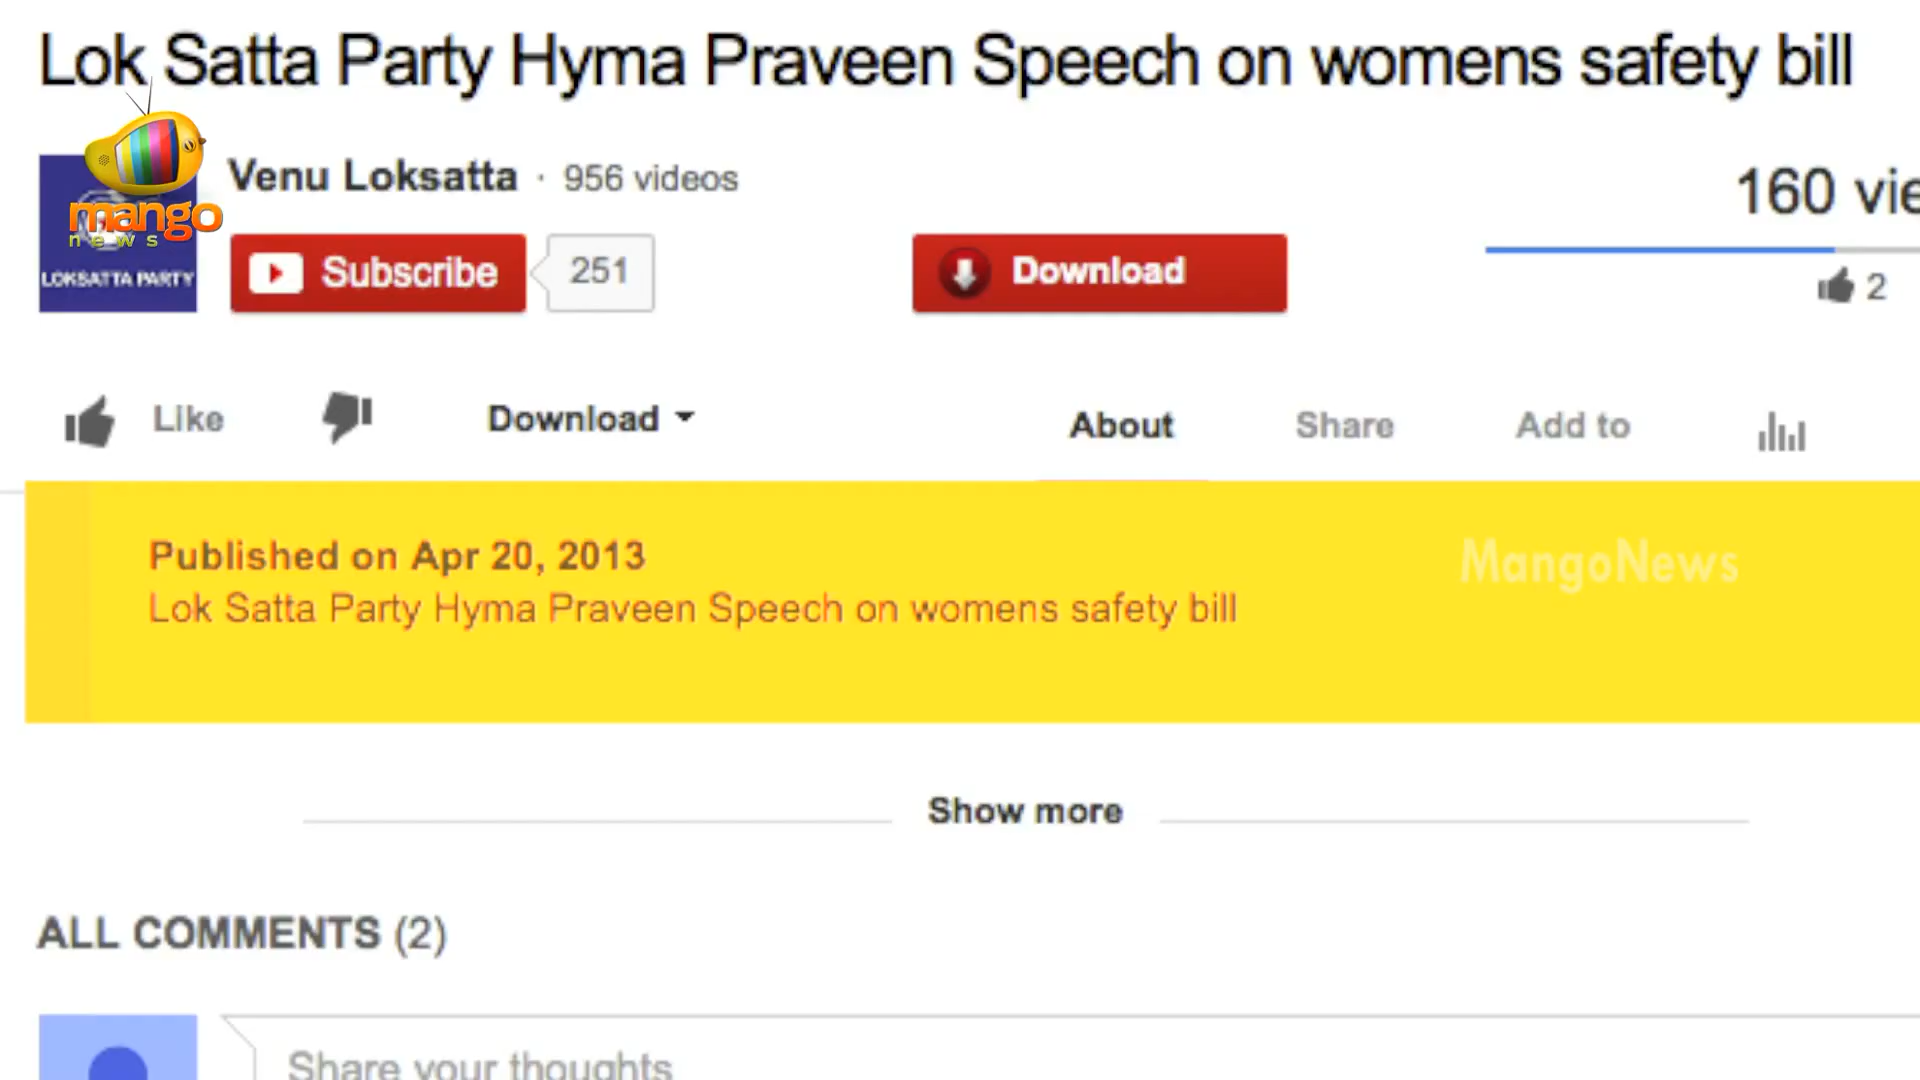 Lok Satta Party Hyma Praveen Speech on womens safety bill
mango
news
LOKSATTA PARTY
Venu Loksatta · 956 videos
Subscribe
251
Download
160
2
Like
Download
About
Share
Add to
Published on Apr 20, 2013
Lok Satta Party Hyma Praveen Speech on womens safety bill
MangoNews
Show more
ALL COMMENTS (2)
Share your thoughts